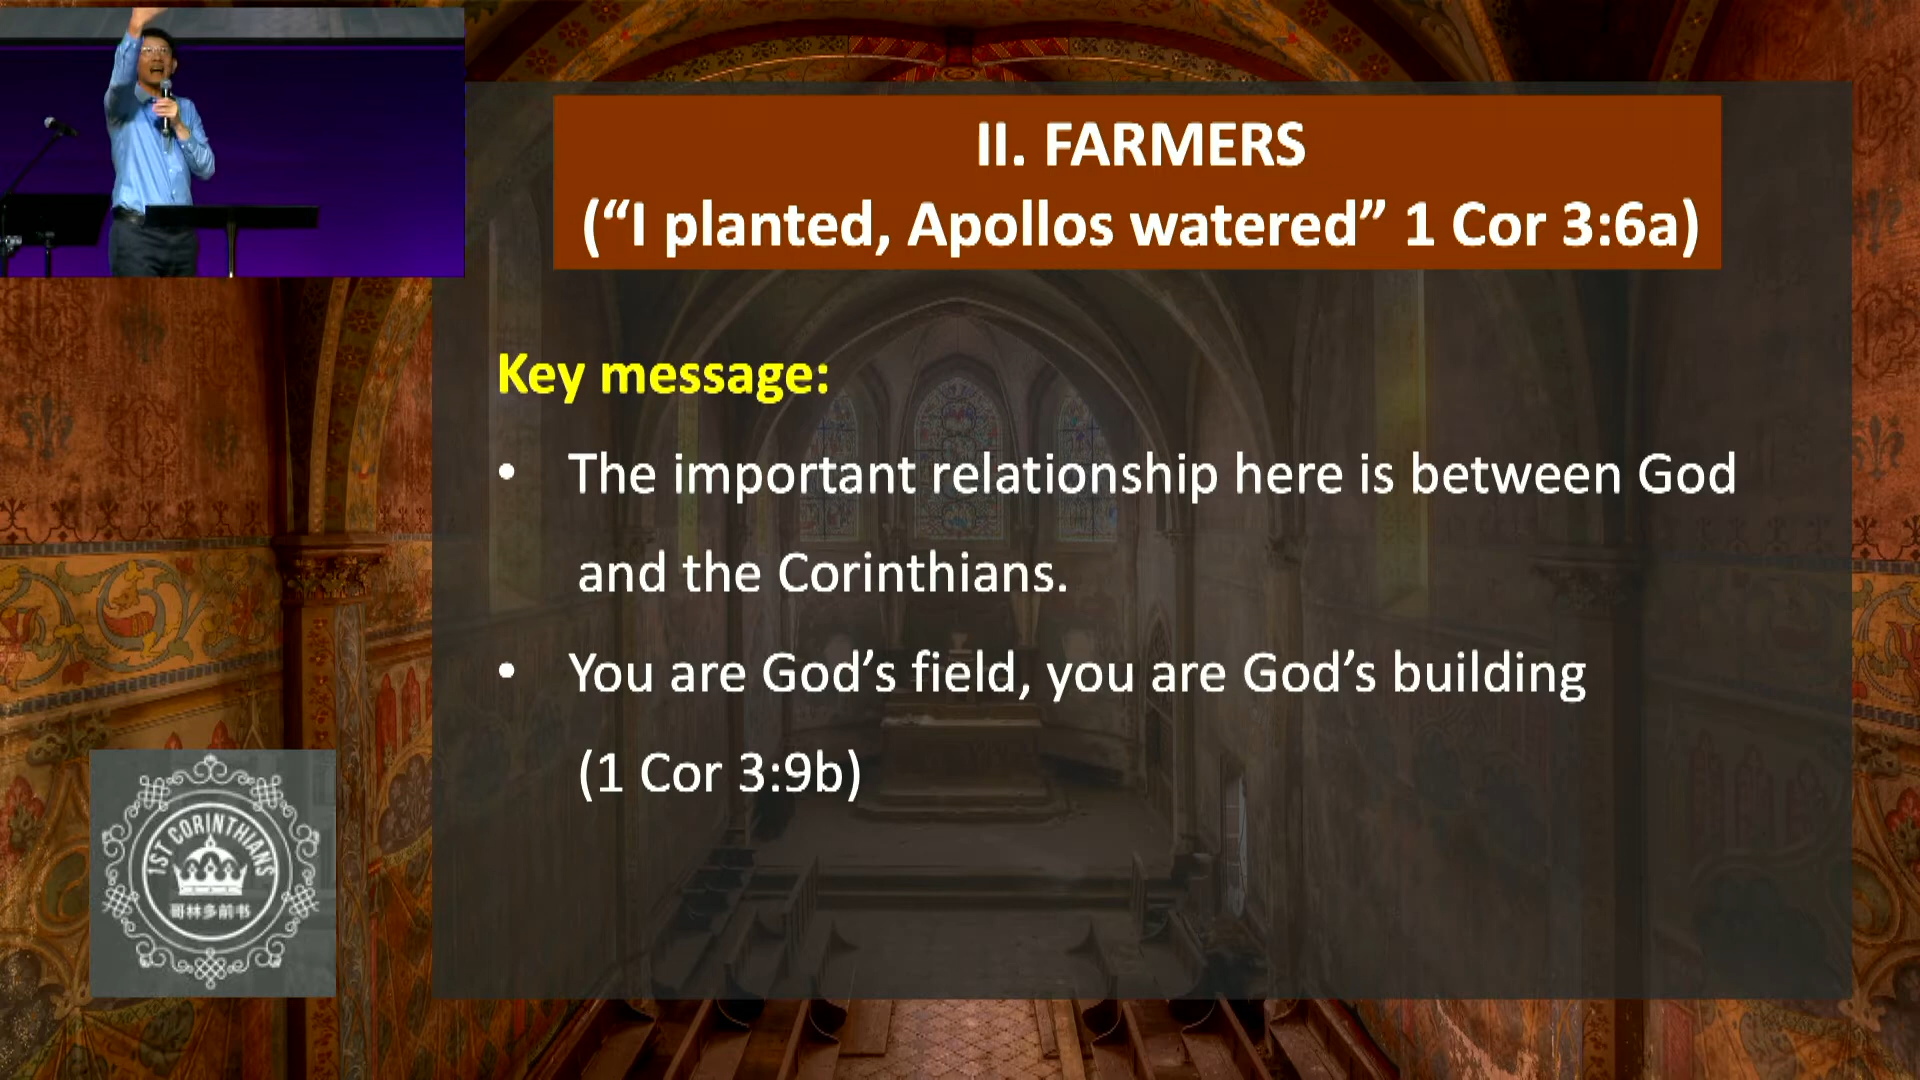 II. FARMERS
(“I planted, Apollos watered” 1 Cor 3:6a)
Key message:
• The important relationship here is between God
and the Corinthians.
• You are God’s field, you are God’s building
(1 Cor 3:9b)
1ST CORINTHIANS
哥林多前书